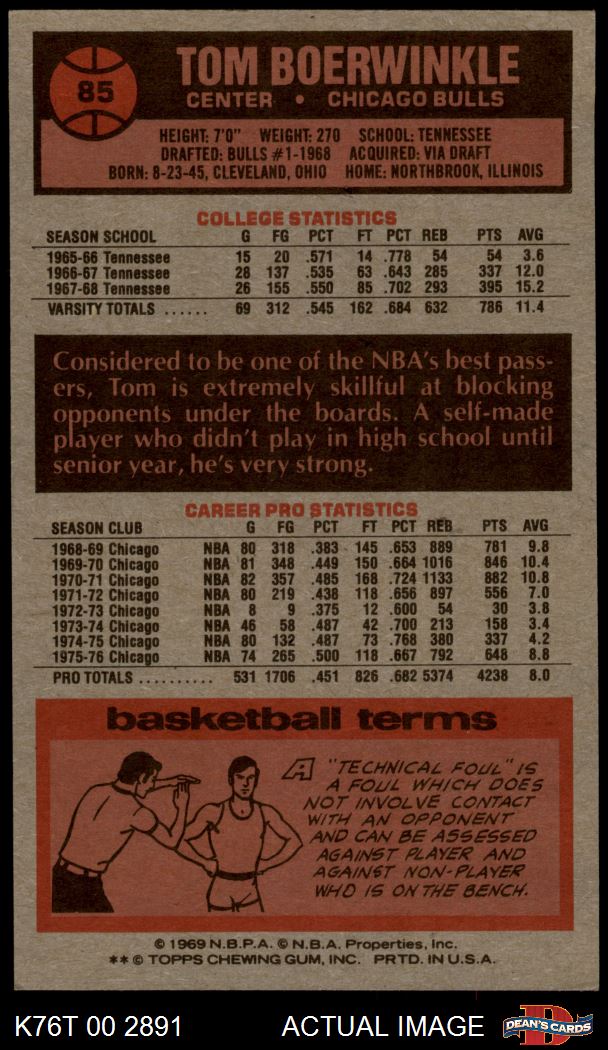 85
TOM BOERWINKLE
CENTER • CHICAGO BULLS
HEIGHT: 7'0" WEIGHT: 270 SCHOOL: TENNESSEE
DRAFTED: BULLS #1-1968 ACQUIRED: VIA DRAFT
BORN: 8-23-45, CLEVELAND, OHIO HOME: NORTHBROOK, ILLINOIS
COLLEGE STATISTICS
SEASON SCHOOL G FG PCT FT PCT REB PTS AVG
1965-66 Tennessee 15 20 .571 14 .778 54 54 3.6
1966-67 Tennessee 28 137 .535 63 .643 285 337 12.0
1967-68 Tennessee 26 155 .550 85 .702 293 395 15.2
VARSITY TOTALS ...... 69 312 .545 162 .684 632 786 11.4
Considered to be one of the NBA's best pass-
ers, Tom is extremely skillful at blocking
opponents under the boards. A self-made
player who didn't play in high school until
senior year, he's very strong.
CAREER PRO STATISTICS
SEASON CLUB G FG PCT FT PCT REB PTS AVG
1968-69 Chicago NBA 80 318 .383 145 .653 889 781 9.8
1969-70 Chicago NBA 81 348 .449 150 .664 1016 846 10.4
1970-71 Chicago NBA 82 357 .485 168 .724 1133 882 10.8
1971-72 Chicago NBA 80 219 .438 118 .656 897 556 7.0
1972-73 Chicago NBA 8 9 .375 12 .600 54 30 3.8
1973-74 Chicago NBA 46 58 .487 42 .700 213 158 3.4
1974-75 Chicago NBA 80 132 .487 73 .768 380 337 4.2
1975-76 Chicago NBA 74 265 .500 118 .667 792 648 8.8
PRO TOTALS .......... 531 1706 .451 826 .682 5374 4238 8.0
basketball terms
A "TECHNICAL FOUL" IS
A FOUL WHICH DOES
NOT INVOLVE CONTACT
WITH AN OPPONENT
AND CAN BE ASSESSED
AGAINST PLAYER AND
AGAINST NON-PLAYER
WHO IS ON THE BENCH.
© 1969 N.B.P.A. © N.B.A. Properties, Inc.
** © TOPPS CHEWING GUM, INC. PRTD. IN U.S.A.
K76T 00 2891 ACTUAL IMAGE DEAN'S CARDS